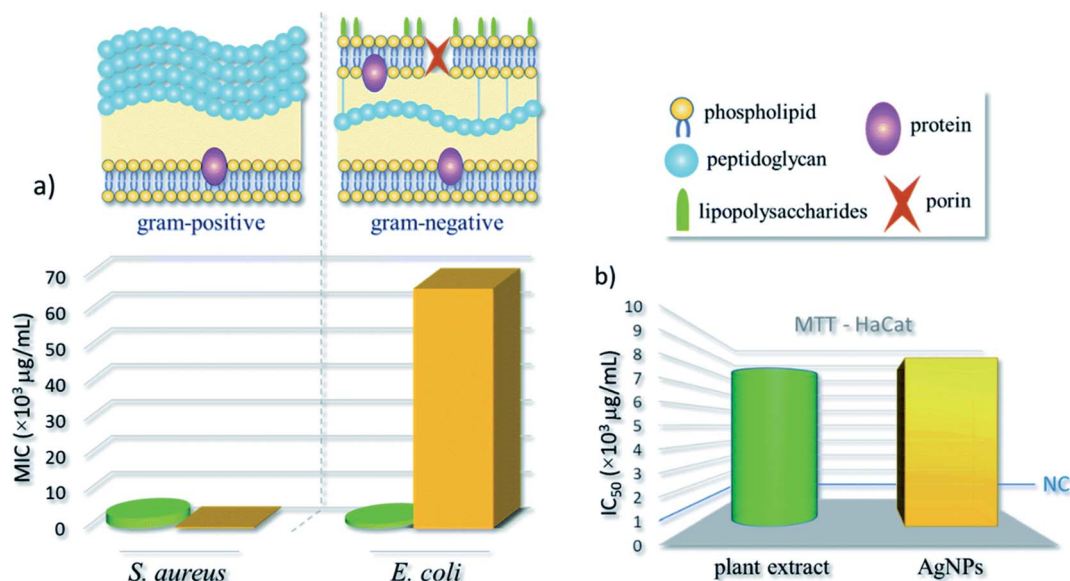 a)
gram-positive
gram-negative
phospholipid
peptidoglycan
lipopolysaccharides
protein
porin
MIC (×10³ µg/mL)
70
60
50
40
30
20
10
0
S. aureus
E. coli
b)
MTT - HaCat
IC₅₀ (×10³ µg/mL)
10
9
8
7
6
5
4
3
2
1
0
NC
plant extract
AgNPs